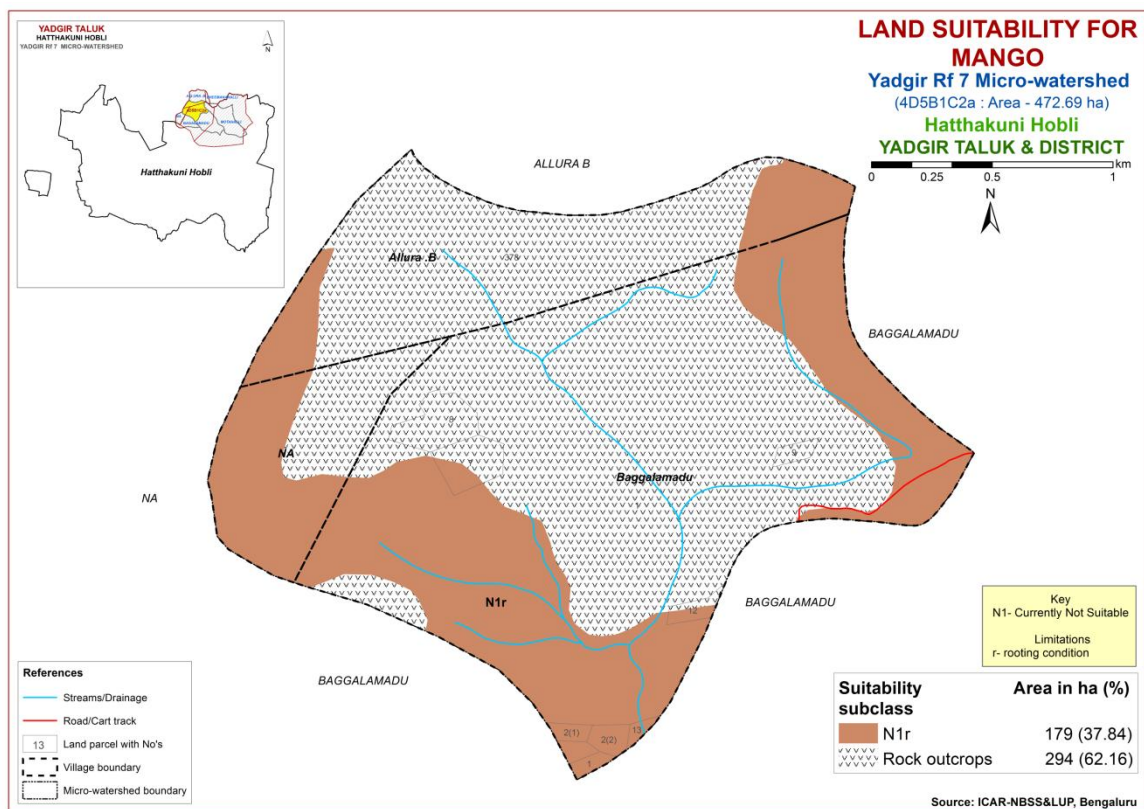 YADGIR TALUK
HATTHAKUNI HOBLI
YADGIR Rf 7 MICRO-WATERSHED
N
Hatthakuni Hobli
LAND SUITABILITY FOR
MANGO
Yadgir Rf 7 Micro-watershed
(4D5B1C2a : Area - 472.69 ha)
Hatthakuni Hobli
YADGIR TALUK & DISTRICT
km
0 0.25 0.5 1
N
ALLURA B
Allura .B
378
BAGGALAMADU
8
7
9
NA
NA
Baggalamadu
1
N1r
12
BAGGALAMADU
BAGGALAMADU
2(1)
2(2)
13
1
Key
N1- Currently Not Suitable
Limitations
r- rooting condition
References
Streams/Drainage
Road/Cart track
13 Land parcel with No's
Village boundary
Micro-watershed boundary
Suitability subclass Area in ha (%)
N1r 179 (37.84)
Rock outcrops 294 (62.16)
Source: ICAR-NBSS&LUP, Bengaluru